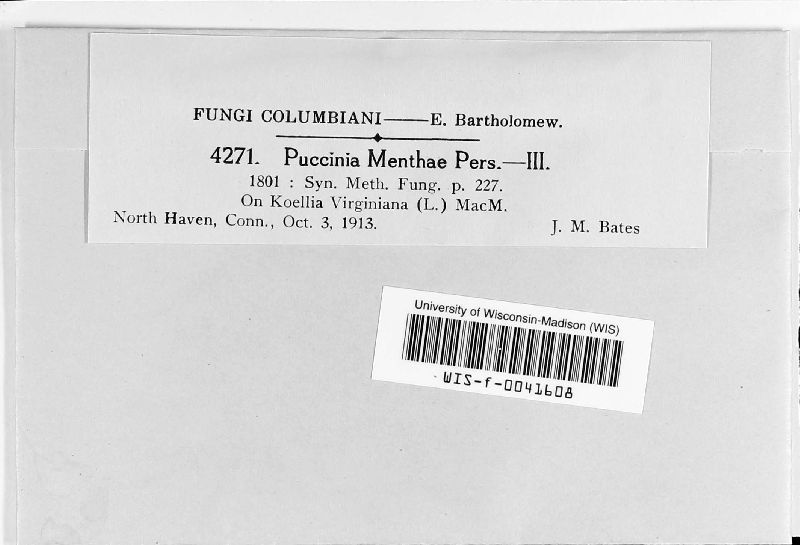 FUNGI COLUMBIANI——E. Bartholomew.
4271. Puccinia Menthae Pers.—III.
1801 : Syn. Meth. Fung. p. 227.
On Koellia Virginiana (L.) MacM.
North Haven, Conn., Oct. 3, 1913. J. M. Bates
University of Wisconsin-Madison (WIS)
WIS-f-0041608